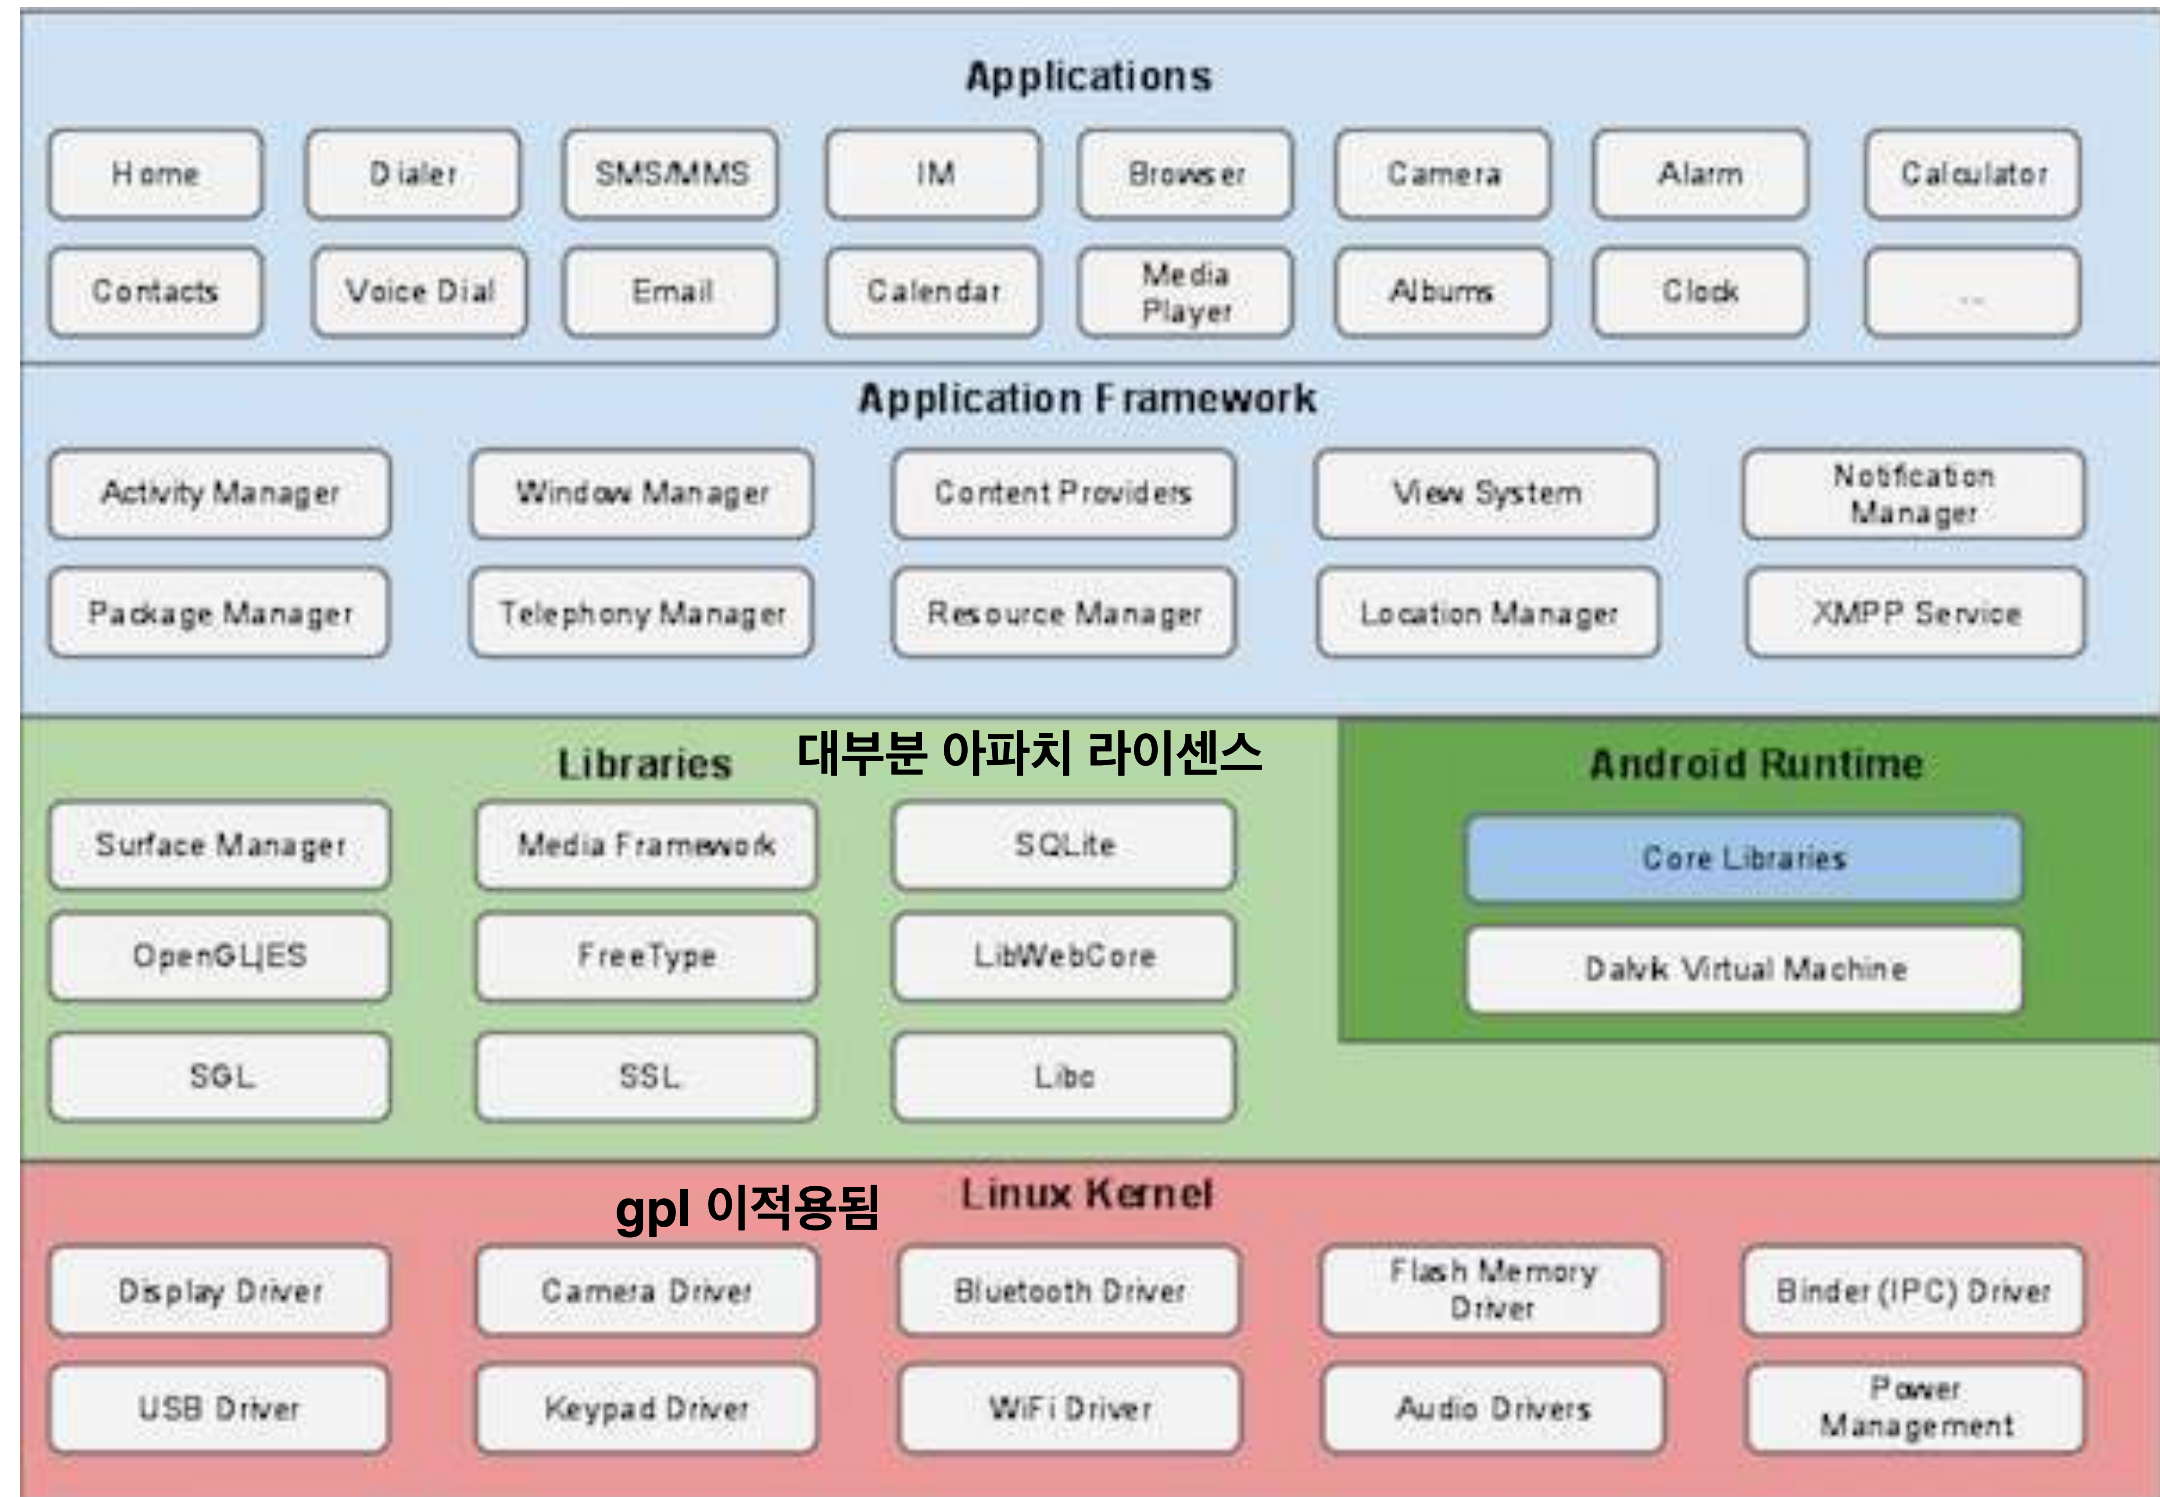 Applications
Home Dialer SMS/MMS IM Browser Camera Alarm Calculator
Contacts Voice Dial Email Calendar Media Player Albums Clock ...
Application Framework
Activity Manager Window Manager Content Providers View System Notification Manager
Package Manager Telephony Manager Resource Manager Location Manager XMPP Service
Libraries 대부분 아파치 라이센스 Android Runtime
Surface Manager Media Framework SQLite Core Libraries
OpenGL|ES FreeType LibWebCore Dalvik Virtual Machine
SGL SSL Libc
gpl 이적용됨 Linux Kernel
Display Driver Camera Driver Bluetooth Driver Flash Memory Driver Binder (IPC) Driver
USB Driver Keypad Driver WiFi Driver Audio Drivers Power Management